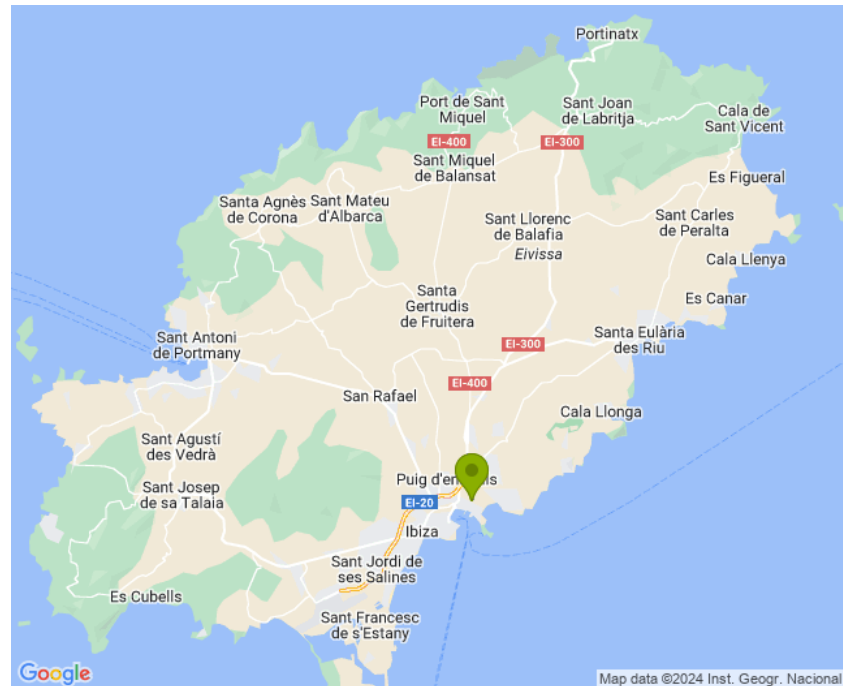 Portinatx
Port de Sant
Miquel
Sant Joan
de Labritja
Cala de
Sant Vicent
EI-400
EI-300
Sant Miquel
de Balansat
Es Figueral
Santa Agnès
de Corona
Sant Mateu
d'Albarca
Sant Llorenc
de Balafia
Eivissa
Sant Carles
de Peralta
Cala Llenya
Santa
Gertrudis
de Fruitera
Es Canar
Sant Antoni
de Portmany
Santa Eulària
des Riu
EI-300
EI-400
San Rafael
Cala Llonga
Sant Agustí
des Vedrà
Puig d'en
Sant Josep
de sa Talaia
EI-20
Ibiza
Sant Jordi de
ses Salines
Es Cubells
Sant Francesc
de s'Estany
Google
Map data ©2024 Inst. Geogr. Nacional